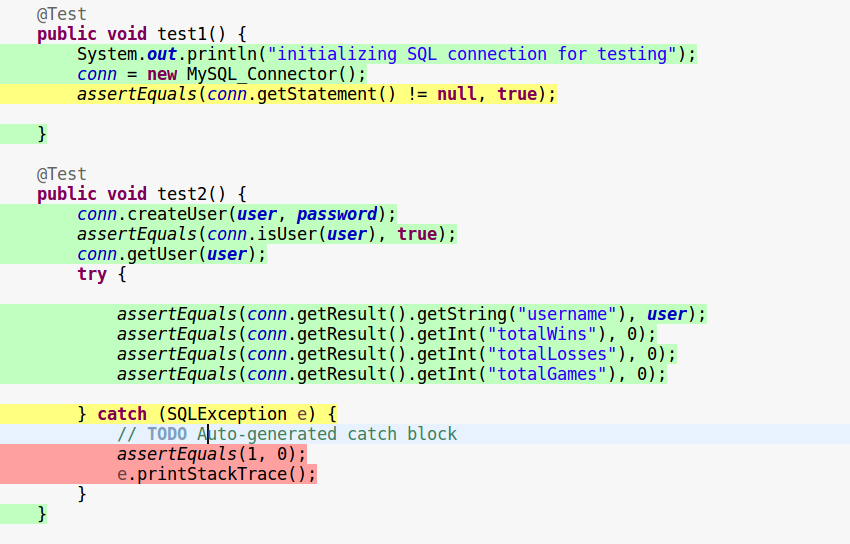 @Test
public void test1() {
System.out.println("initializing SQL connection for testing");
conn = new MySQL_Connector();
assertEquals(conn.getStatement() != null, true);
}
@Test
public void test2() {
conn.createUser(user, password);
assertEquals(conn.isUser(user), true);
conn.getUser(user);
try {
assertEquals(conn.getResult().getString("username"), user);
assertEquals(conn.getResult().getInt("totalWins"), 0);
assertEquals(conn.getResult().getInt("totalLosses"), 0);
assertEquals(conn.getResult().getInt("totalGames"), 0);
} catch (SQLException e) {
// TODO Auto-generated catch block
assertEquals(1, 0);
e.printStackTrace();
}
}